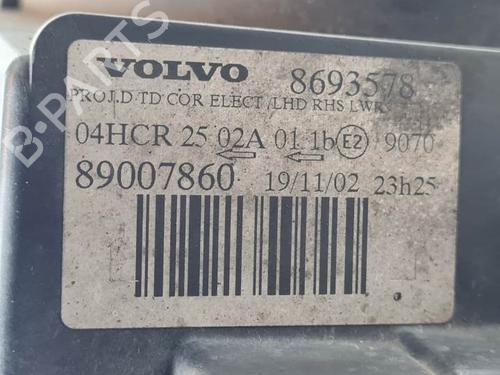 VOLVO 8693578
PROJ.D TD COR ELECT /LHD RHS LWR
04HCR 25 02A 01 1b E2 9070
89007860 19/11/02 23h25
B-PARTS